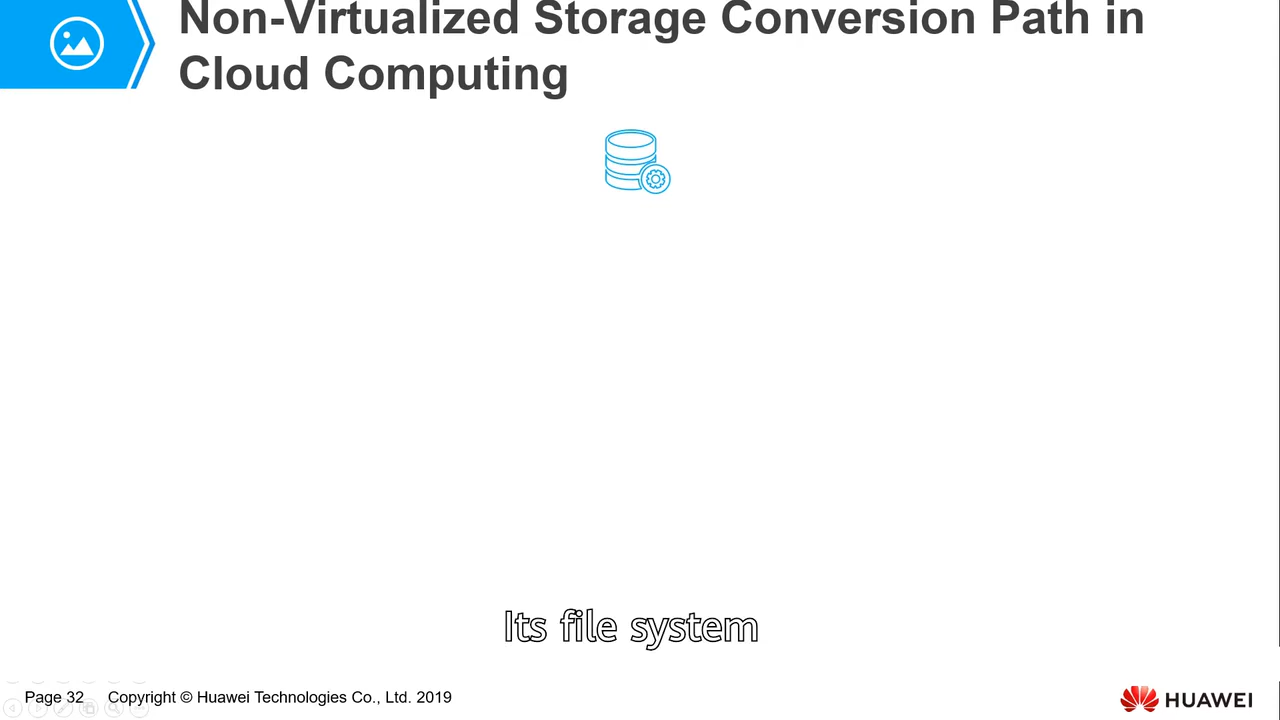 Non-Virtualized Storage Conversion Path in
Cloud Computing
Its file system
Page 32 Copyright © Huawei Technologies Co., Ltd. 2019
HUAWEI